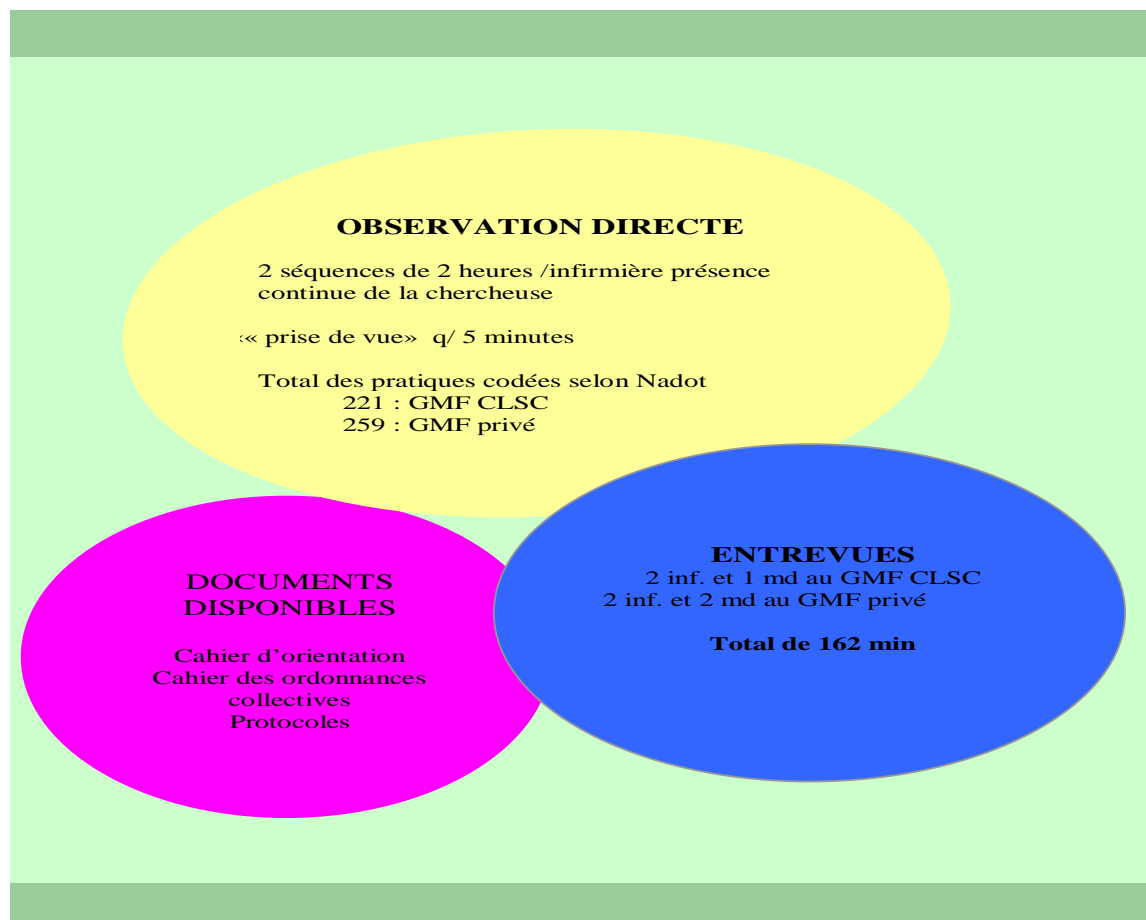 OBSERVATION DIRECTE
2 séquences de 2 heures /infirmière présence
continue de la chercheuse
«« prise de vue»  q/ 5 minutes
Total des pratiques codées selon Nadot
221 : GMF CLSC
259 : GMF privé
DOCUMENTS
DISPONIBLES
Cahier d’orientation
Cahier des ordonnances
collectives
Protocoles
ENTREVUES
2 inf. et 1 md au GMF CLSC
2 inf. et 2 md au GMF privé
Total de 162 min